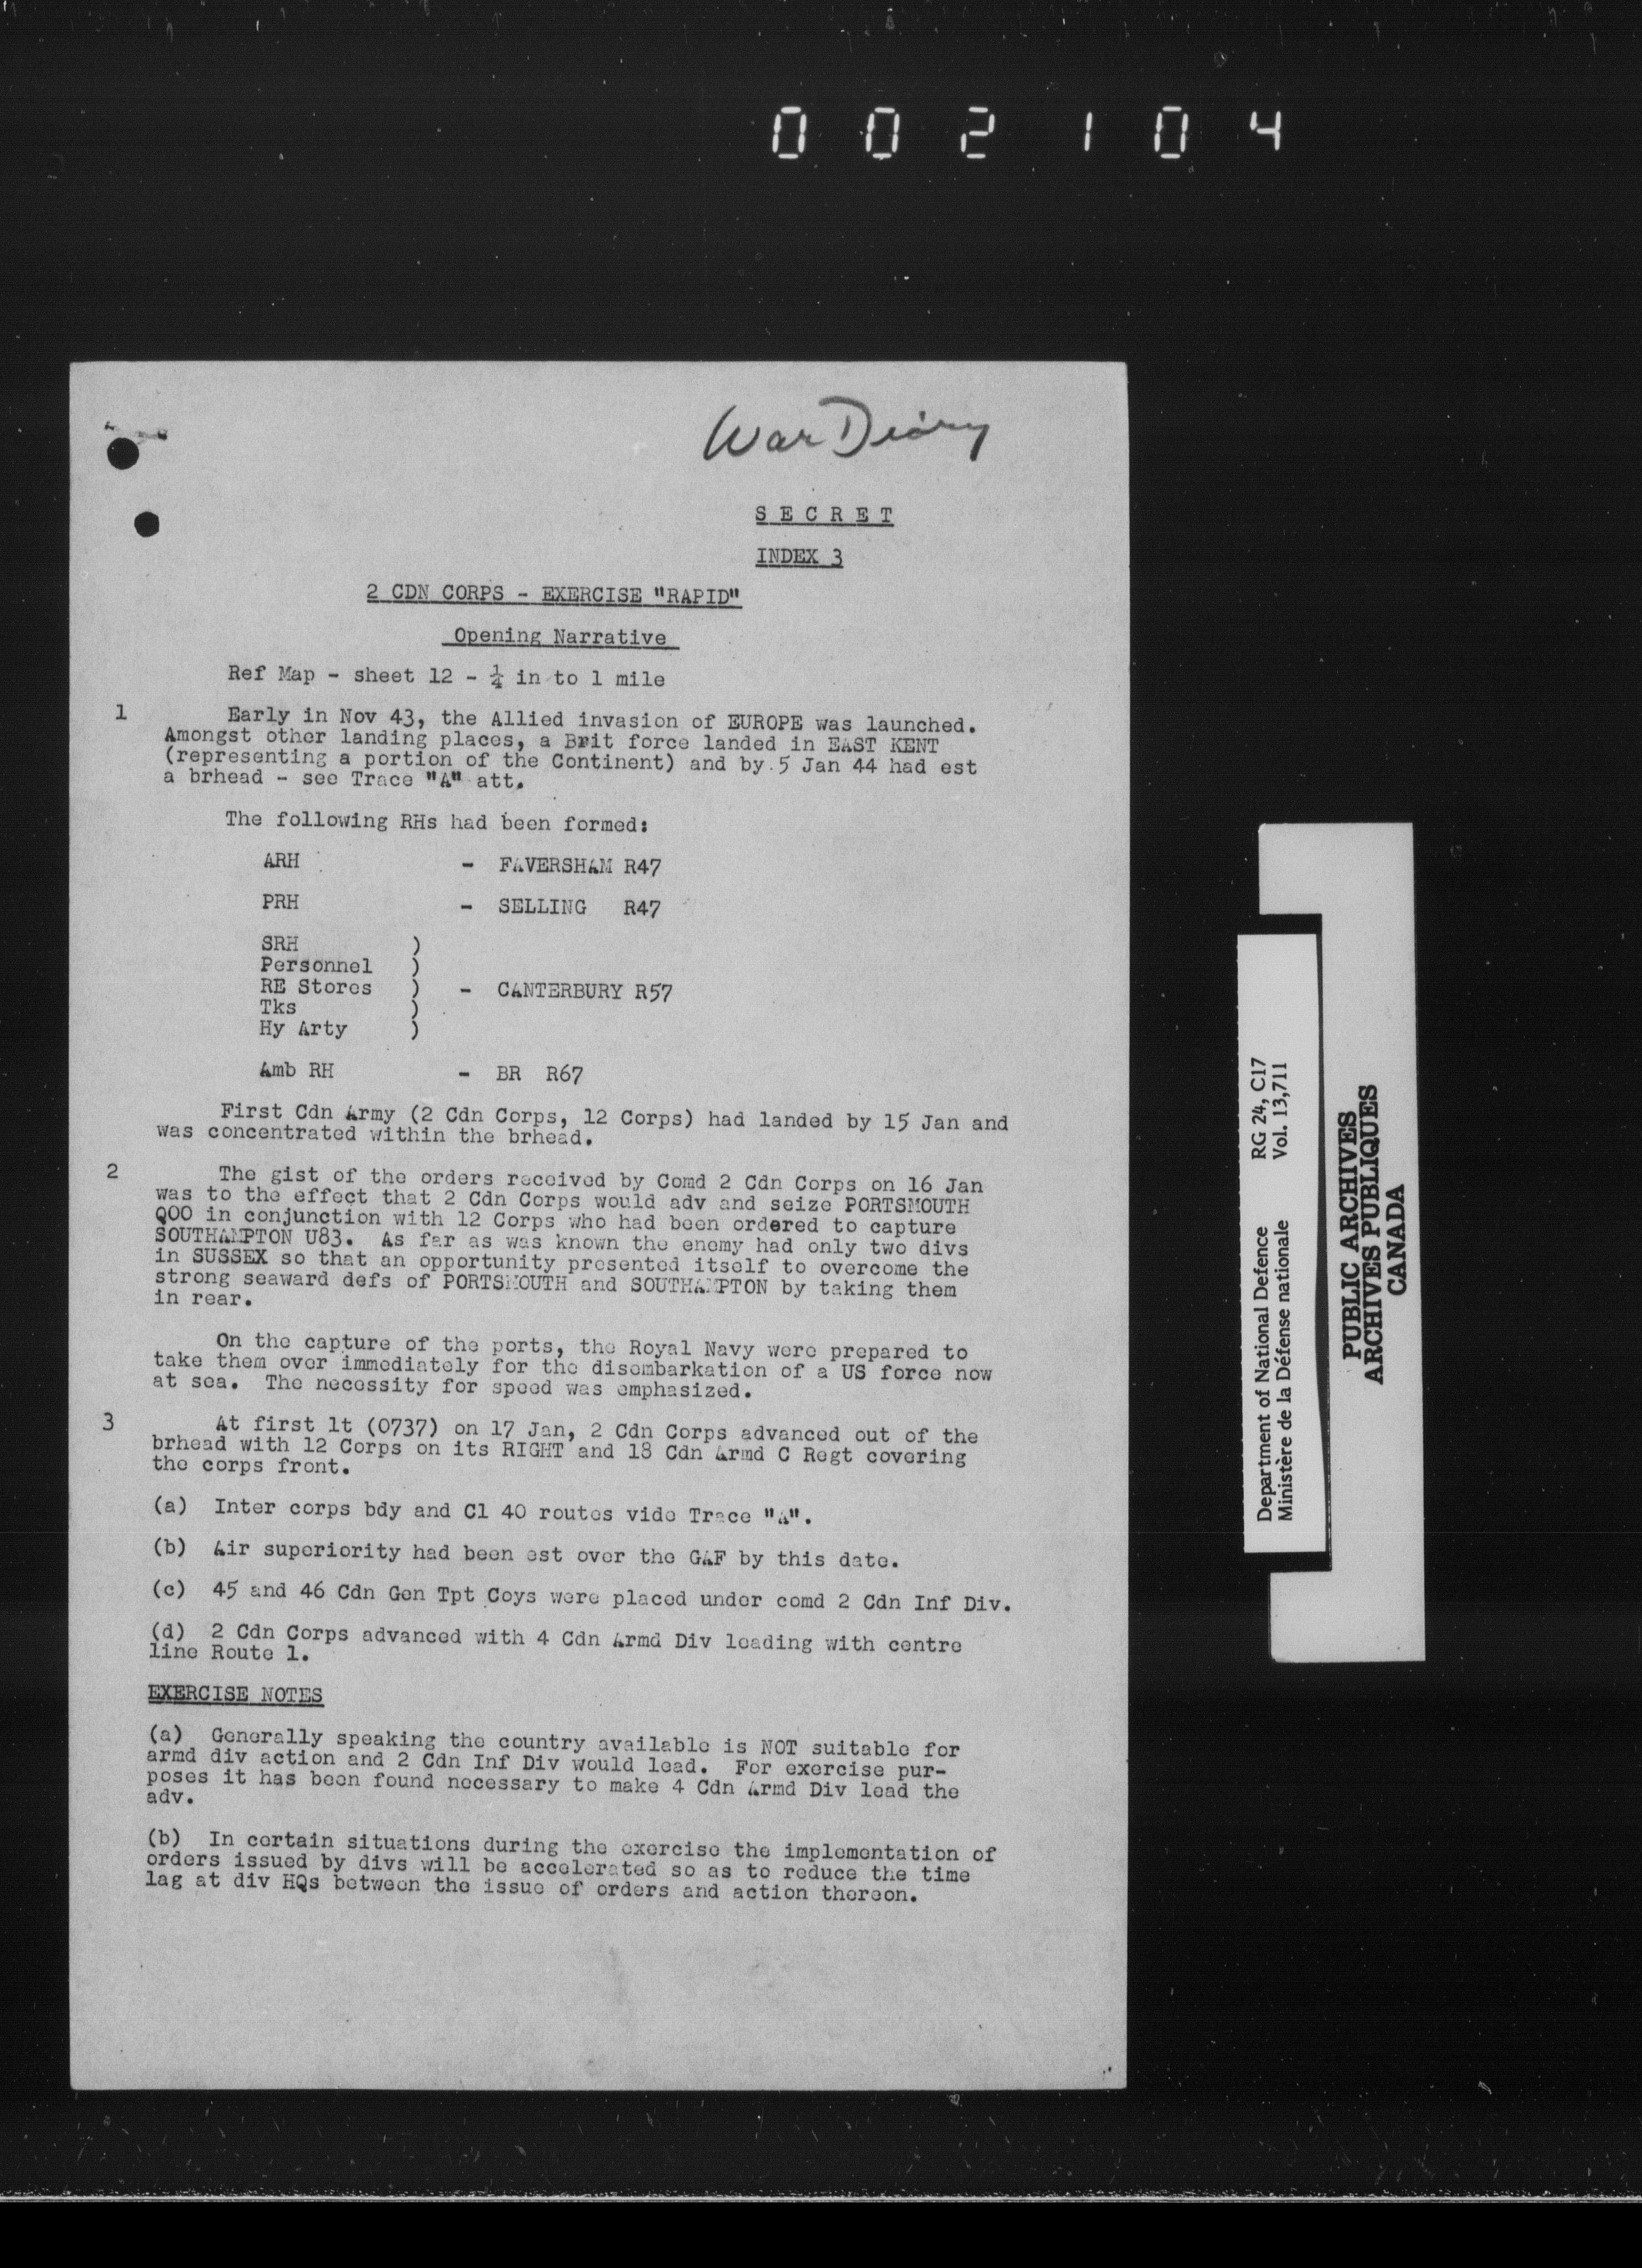 0 0 2 1 0 4
War Diary
S E C R E T
INDEX 3
2 CDN CORPS - EXERCISE "RAPID"
Opening Narrative
Ref Map - sheet 12 - ¼ in to 1 mile
1 Early in Nov 43, the Allied invasion of EUROPE was launched.
Amongst other landing places, a Brit force landed in EAST KENT
(representing a portion of the Continent) and by 5 Jan 44 had est
a brhead - see Trace "A" att.
The following RHs had been formed:
ARH - FAVERSHAM R47
PRH - SELLING R47
SRH )
Personnel )
RE Stores ) - CANTERBURY R57
Tks )
Hy Arty )
Amb RH - BR R67
First Cdn Army (2 Cdn Corps, 12 Corps) had landed by 15 Jan and
was concentrated within the brhead.
2 The gist of the orders received by Comd 2 Cdn Corps on 16 Jan
was to the effect that 2 Cdn Corps would adv and seize PORTSMOUTH
QOO in conjunction with 12 Corps who had been ordered to capture
SOUTHAMPTON U83. As far as was known the enemy had only two divs
in SUSSEX so that an opportunity presented itself to overcome the
strong seaward defs of PORTSMOUTH and SOUTHAMPTON by taking them
in rear.
On the capture of the ports, the Royal Navy were prepared to
take them over immediately for the disembarkation of a US force now
at sea. The necessity for speed was emphasized.
3 At first lt (0737) on 17 Jan, 2 Cdn Corps advanced out of the
brhead with 12 Corps on its RIGHT and 18 Cdn Armd C Regt covering
the corps front.
(a) Inter corps bdy and Cl 40 routes vide Trace "A".
(b) Air superiority had been est over the GAF by this date.
(c) 45 and 46 Cdn Gen Tpt Coys were placed under comd 2 Cdn Inf Div.
(d) 2 Cdn Corps advanced with 4 Cdn Armd Div leading with centre
line Route 1.
EXERCISE NOTES
(a) Generally speaking the country available is NOT suitable for
armd div action and 2 Cdn Inf Div would lead. For exercise pur-
poses it has been found necessary to make 4 Cdn Armd Div lead the
adv.
(b) In certain situations during the exercise the implementation of
orders issued by divs will be accelerated so as to reduce the time
lag at div HQs between the issue of orders and action thereon.
Department of National Defence RG 24, C17
Ministère de la Défense nationale Vol. 13,711
PUBLIC ARCHIVES
ARCHIVES PUBLIQUES
CANADA